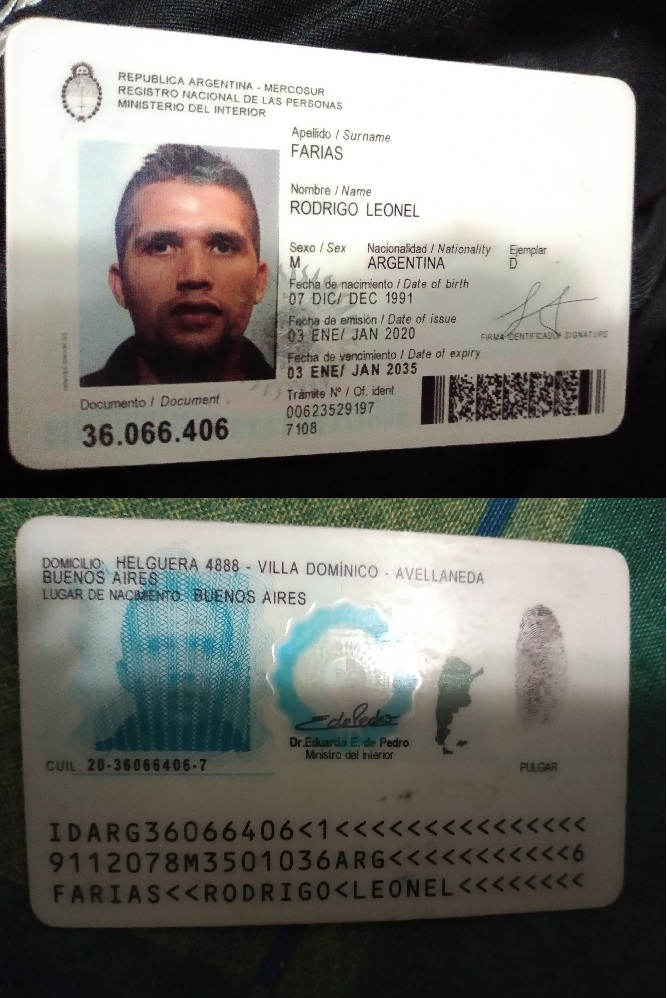 REPUBLICA ARGENTINA - MERCOSUR
REGISTRO NACIONAL DE LAS PERSONAS
MINISTERIO DEL INTERIOR
Apellido / Surname
FARIAS
Nombre / Name
RODRIGO LEONEL
Sexo / Sex Nacionalidad / Nationality Ejemplar
M ARGENTINA D
Fecha de nacimiento / Date of birth
07 DIC/ DEC 1991
Fecha de emisión / Date of issue
03 ENE/ JAN 2020
FIRMA IDENTIFICADO/ SIGNATURE
Fecha de vencimiento / Date of expiry
03 ENE/ JAN 2035
Documento / Document
36.066.406
Trámite Nº / Of. ident.
00623529197
7108
DOMICILIO: HELGUERA 4888 - VILLA DOMÍNICO - AVELLANEDA
BUENOS AIRES
LUGAR DE NACIMIENTO: BUENOS AIRES
EdePedro
Dr.Eduardo E. de Pedro
Ministro del Interior
CUIL: 20-36066406-7
PULGAR
IDARG36066406<1<<<<<<<<<<<<<<<
9112078M3501036ARG<<<<<<<<<<<6
FARIAS<<RODRIGO<LEONEL<<<<<<<<